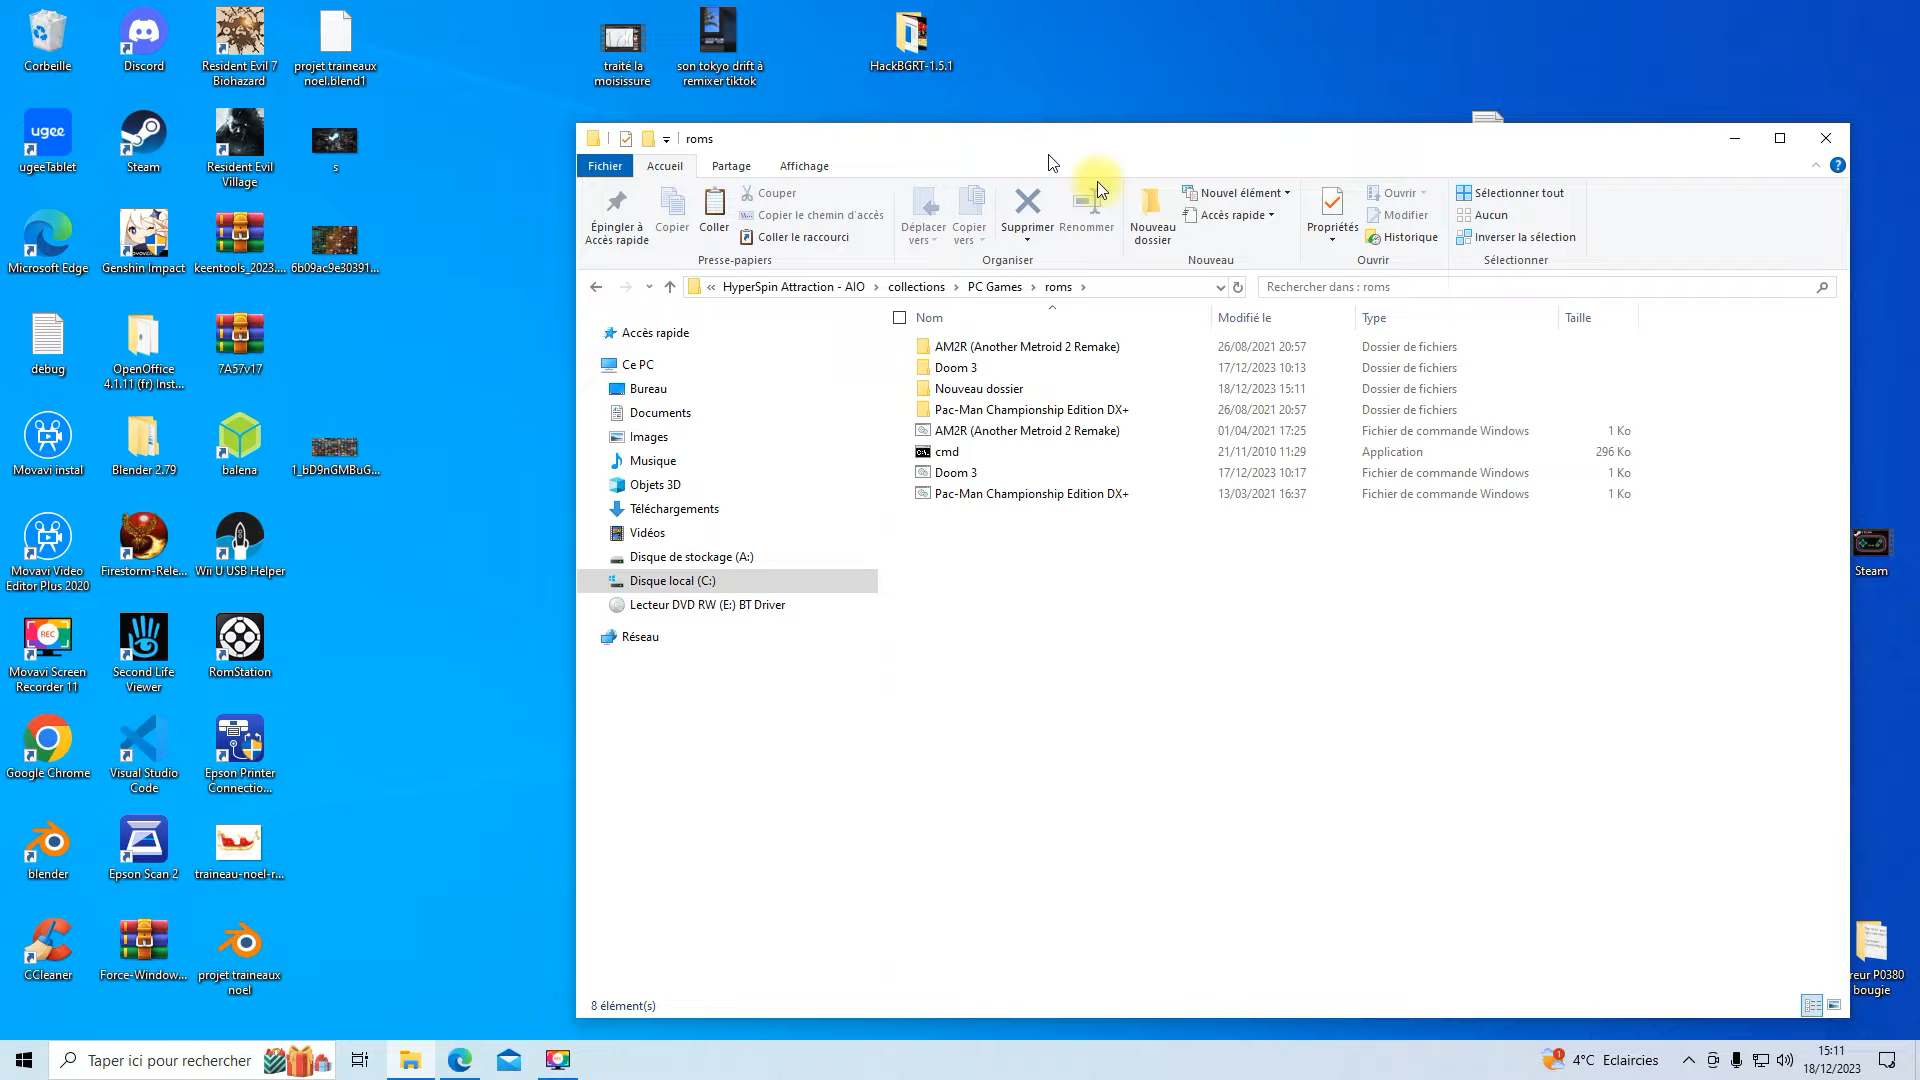 Corbeille
Discord
Resident Evil 7
Biohazard
projet traineaux
noel.blend1
traité la
moisissure
son tokyo drift à
remixer tiktok
HackBGRT-1.5.1
ugee
ugeeTablet
Steam
Resident Evil
Village
s
Microsoft Edge
Genshin Impact
keentools_2023....
6b09ac9e30391...
debug
OpenOffice
4.1.11 (fr) Inst...
7A57v17
Movavi instal
Blender 2.79
balena
1_bD9nGMBuG...
Movavi Video
Editor Plus 2020
Firestorm-Rele...
Wii U USB Helper
REC
Movavi Screen
Recorder 11
Second Life
Viewer
RomStation
Google Chrome
Visual Studio
Code
Epson Printer
Connectio...
blender
Epson Scan 2
traineau-noel-r...
CCleaner
Force-Window...
projet traineaux
noel
roms
Fichier
Accueil
Partage
Affichage
Épingler à
Accès rapide
Copier
Coller
Couper
Copier le chemin d'accès
Coller le raccourci
Presse-papiers
Déplacer
vers
Copier
vers
Supprimer
Renommer
Organiser
Nouveau
dossier
Nouvel élément
Accès rapide
Nouveau
Propriétés
Ouvrir
Modifier
Historique
Ouvrir
Sélectionner tout
Aucun
Inverser la sélection
Sélectionner
« HyperSpin Attraction - AIO > collections > PC Games > roms >
Rechercher dans : roms
Accès rapide
Ce PC
Bureau
Documents
Images
Musique
Objets 3D
Téléchargements
Vidéos
Disque de stockage (A:)
Disque local (C:)
Lecteur DVD RW (E:) BT Driver
Réseau
Nom Modifié le Type Taille
AM2R (Another Metroid 2 Remake) 26/08/2021 20:57 Dossier de fichiers
Doom 3 17/12/2023 10:13 Dossier de fichiers
Nouveau dossier 18/12/2023 15:11 Dossier de fichiers
Pac-Man Championship Edition DX+ 26/08/2021 20:57 Dossier de fichiers
AM2R (Another Metroid 2 Remake) 01/04/2021 17:25 Fichier de commande Windows 1 Ko
cmd 21/11/2010 11:29 Application 296 Ko
Doom 3 17/12/2023 10:17 Fichier de commande Windows 1 Ko
Pac-Man Championship Edition DX+ 13/03/2021 16:37 Fichier de commande Windows 1 Ko
8 élément(s)
Steam
reur P0380
bougie
Taper ici pour rechercher
1
4°C Eclaircies
15:11
18/12/2023